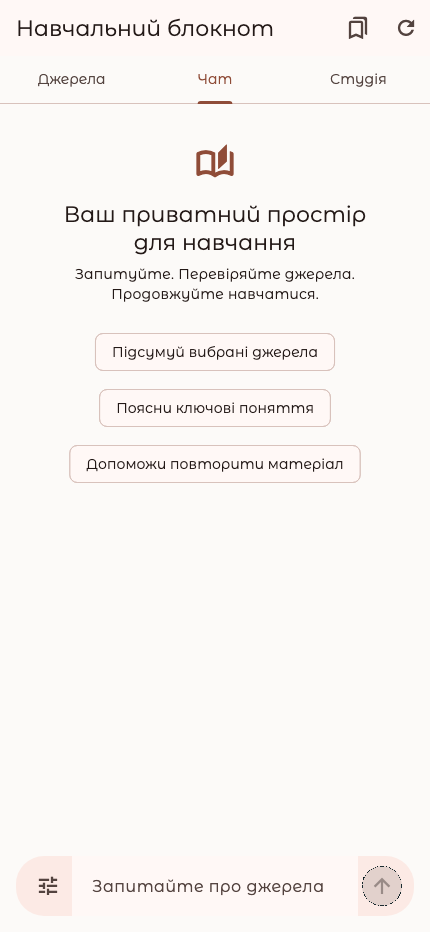 Навчальний блокнот
Джерела
Чат
Студія
Ваш приватний простір
для навчання
Запитуйте. Перевіряйте джерела.
Продовжуйте навчатися.
Підсумуй вибрані джерела
Поясни ключові поняття
Допоможи повторити матеріал
Запитайте про джерела